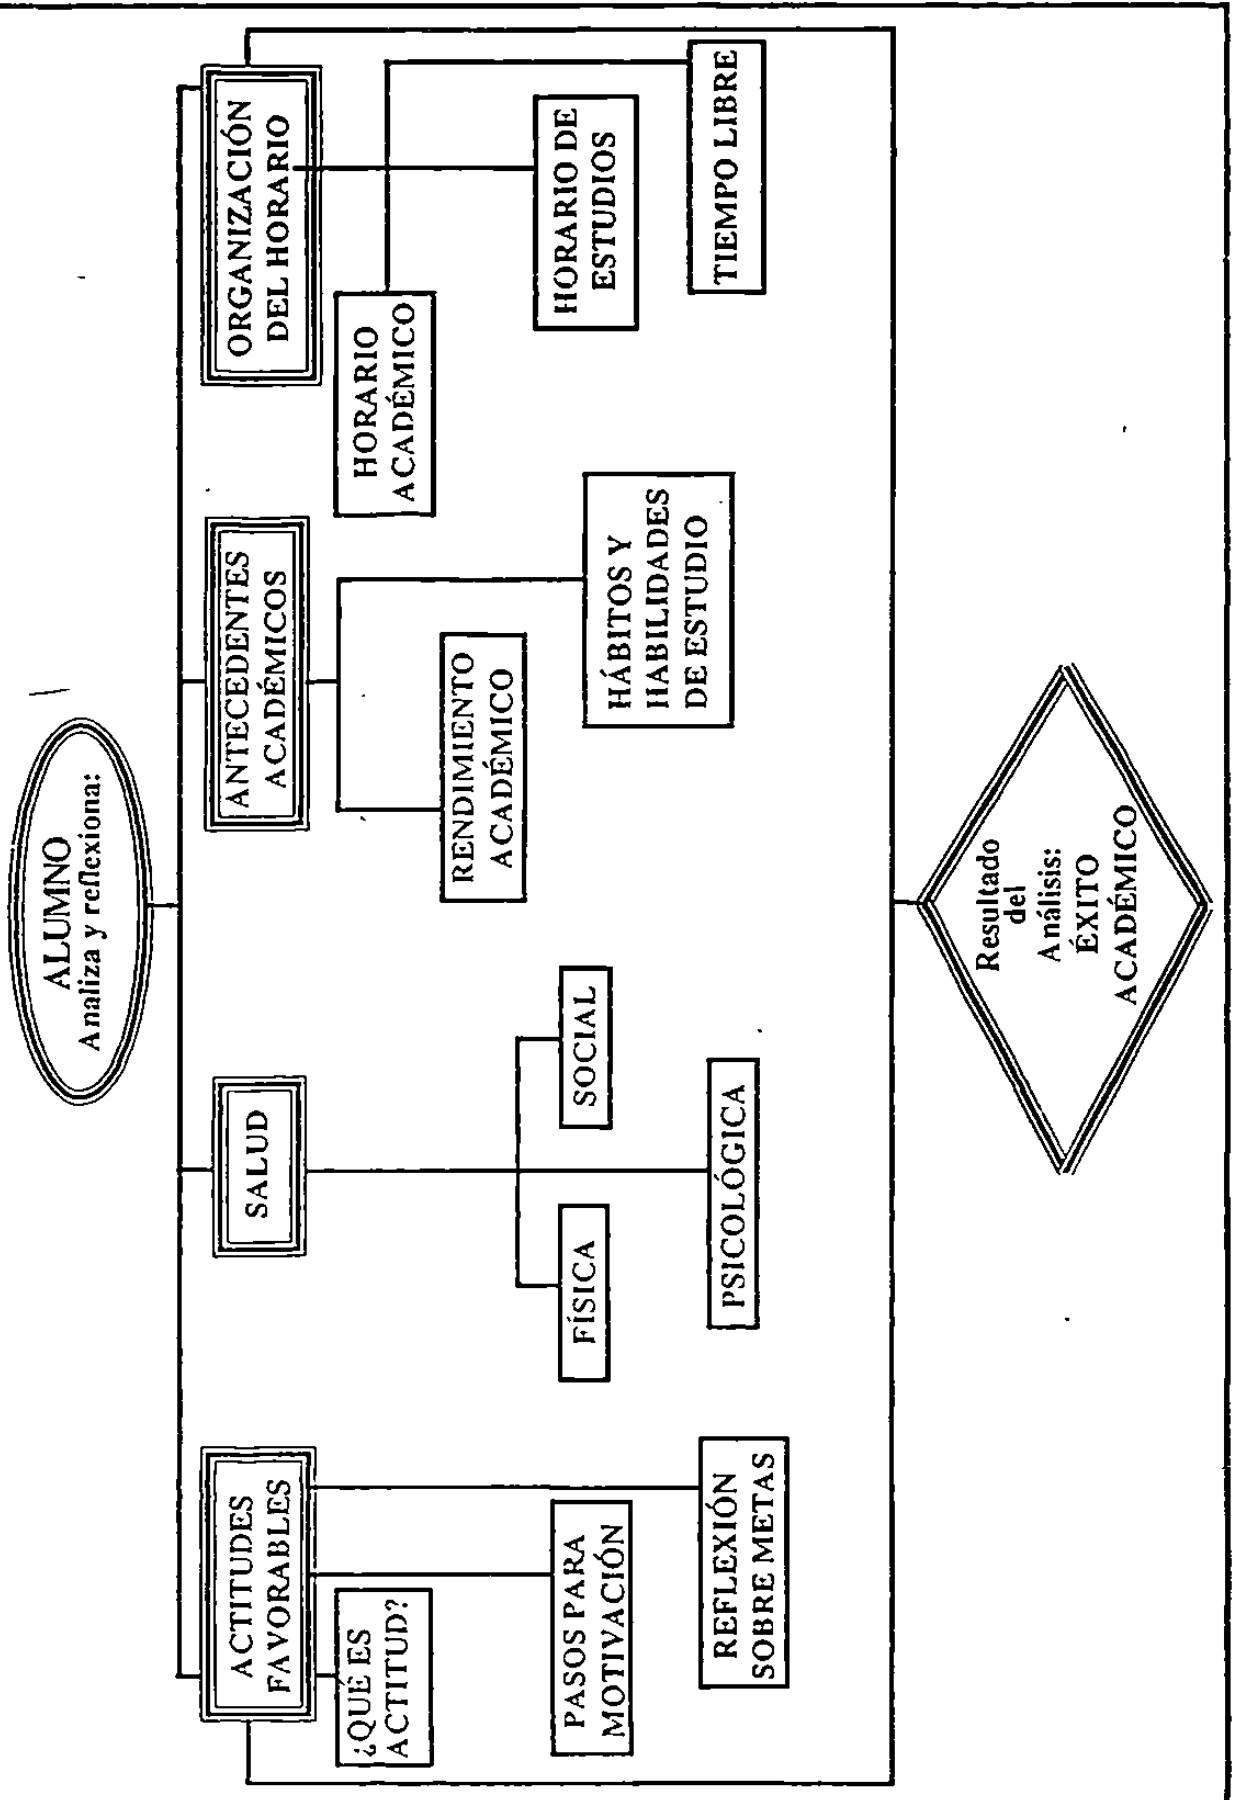 ALUMNO
Analiza y reflexiona:
ACTITUDES
FAVORABLES
¿QUÉ ES
ACTITUD?
PASOS PARA
MOTIVACIÓN
REFLEXIÓN
SOBRE METAS
SALUD
FÍSICA
SOCIAL
PSICOLÓGICA
ANTECEDENTES
ACADÉMICOS
RENDIMIENTO
ACADÉMICO
HÁBITOS Y
HABILIDADES
DE ESTUDIO
ORGANIZACIÓN
DEL HORARIO
HORARIO
ACADÉMICO
HORARIO DE
ESTUDIOS
TIEMPO LIBRE
Resultado
del
Análisis:
ÉXITO
ACADÉMICO